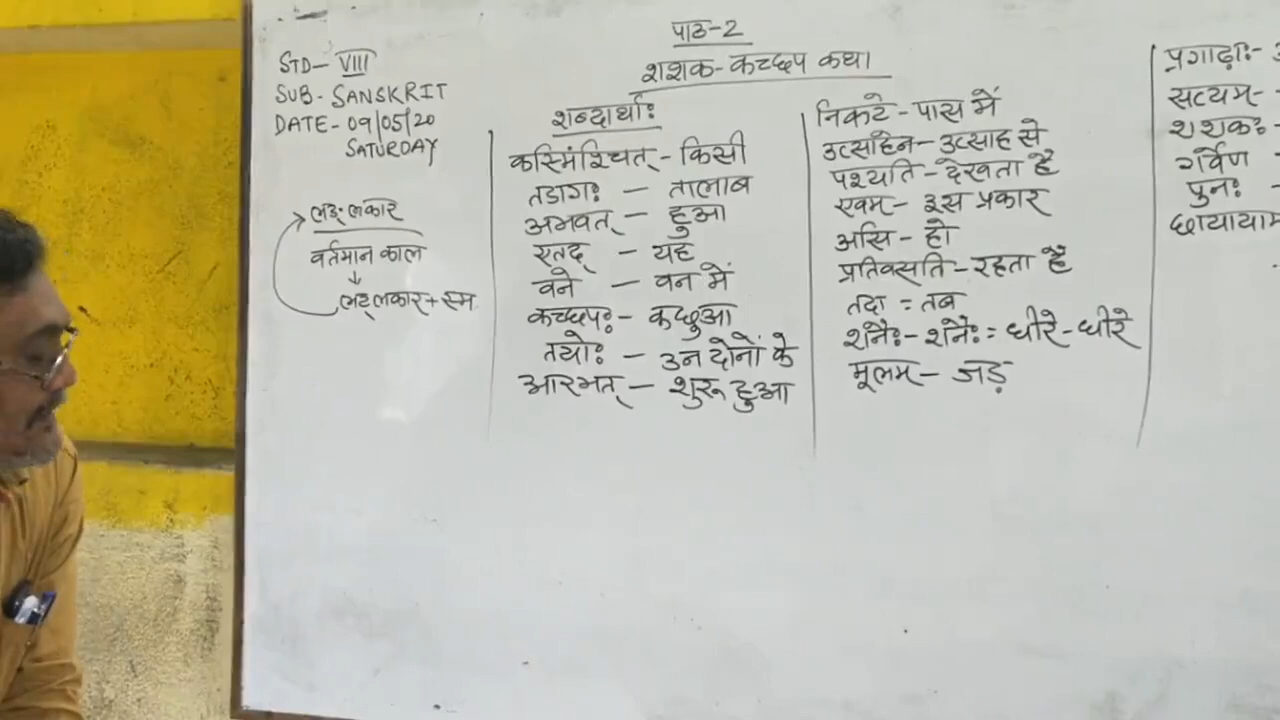 पाठ-2
शशक-कच्छप कथा
STD- VIII
SUB- SANSKRIT
DATE- 09/05/20
SATURDAY
लङ्लकार
वर्तमान काल
↓
लट्लकार + स्म
शब्दार्थाः
कस्मिंश्चित् - किसी
तडागः - तालाब
अभवत् - हुआ
एतद् - यह
वने - वन में
कच्छपः - कछुआ
तयोः - उन दोनों के
आरभत् - शुरू हुआ
निकटे - पास में
उत्साहेन - उत्साह से
पश्यति - देखता है
एवम - इस प्रकार
असि - हो
प्रतिवसति - रहता है
तदा = तब
शनैः - शनैः = धीरे-धीरे
मूलम - जड़
प्रगाढ़ाः-
सत्यम् -
शशकः -
गर्वेण -
पुनः -
छायायाम